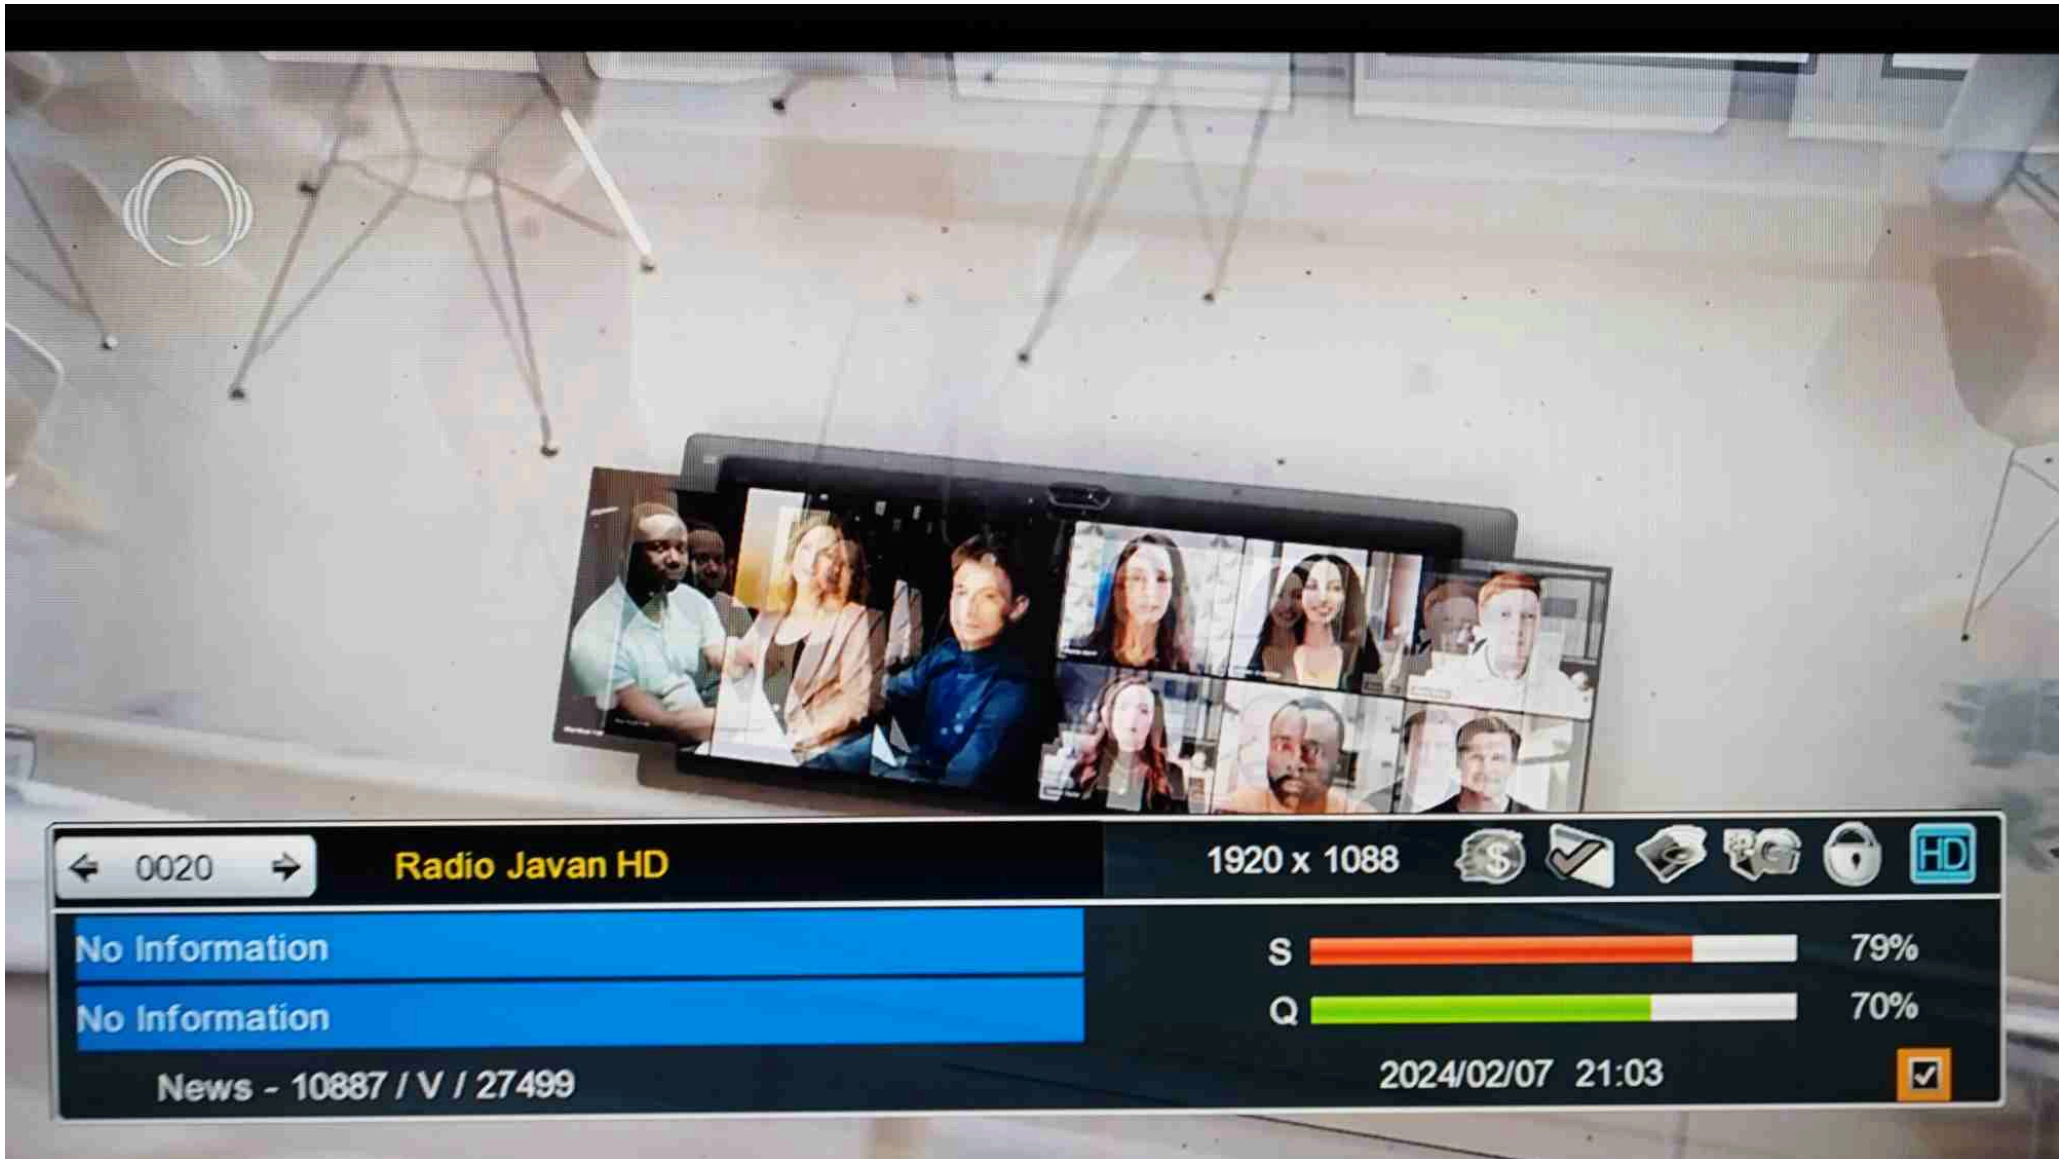 0020 Radio Javan HD 1920 x 1088 $ HD
No Information
S 79%
No Information
Q 70%
News - 10887 / V / 27499
2024/02/07 21:03